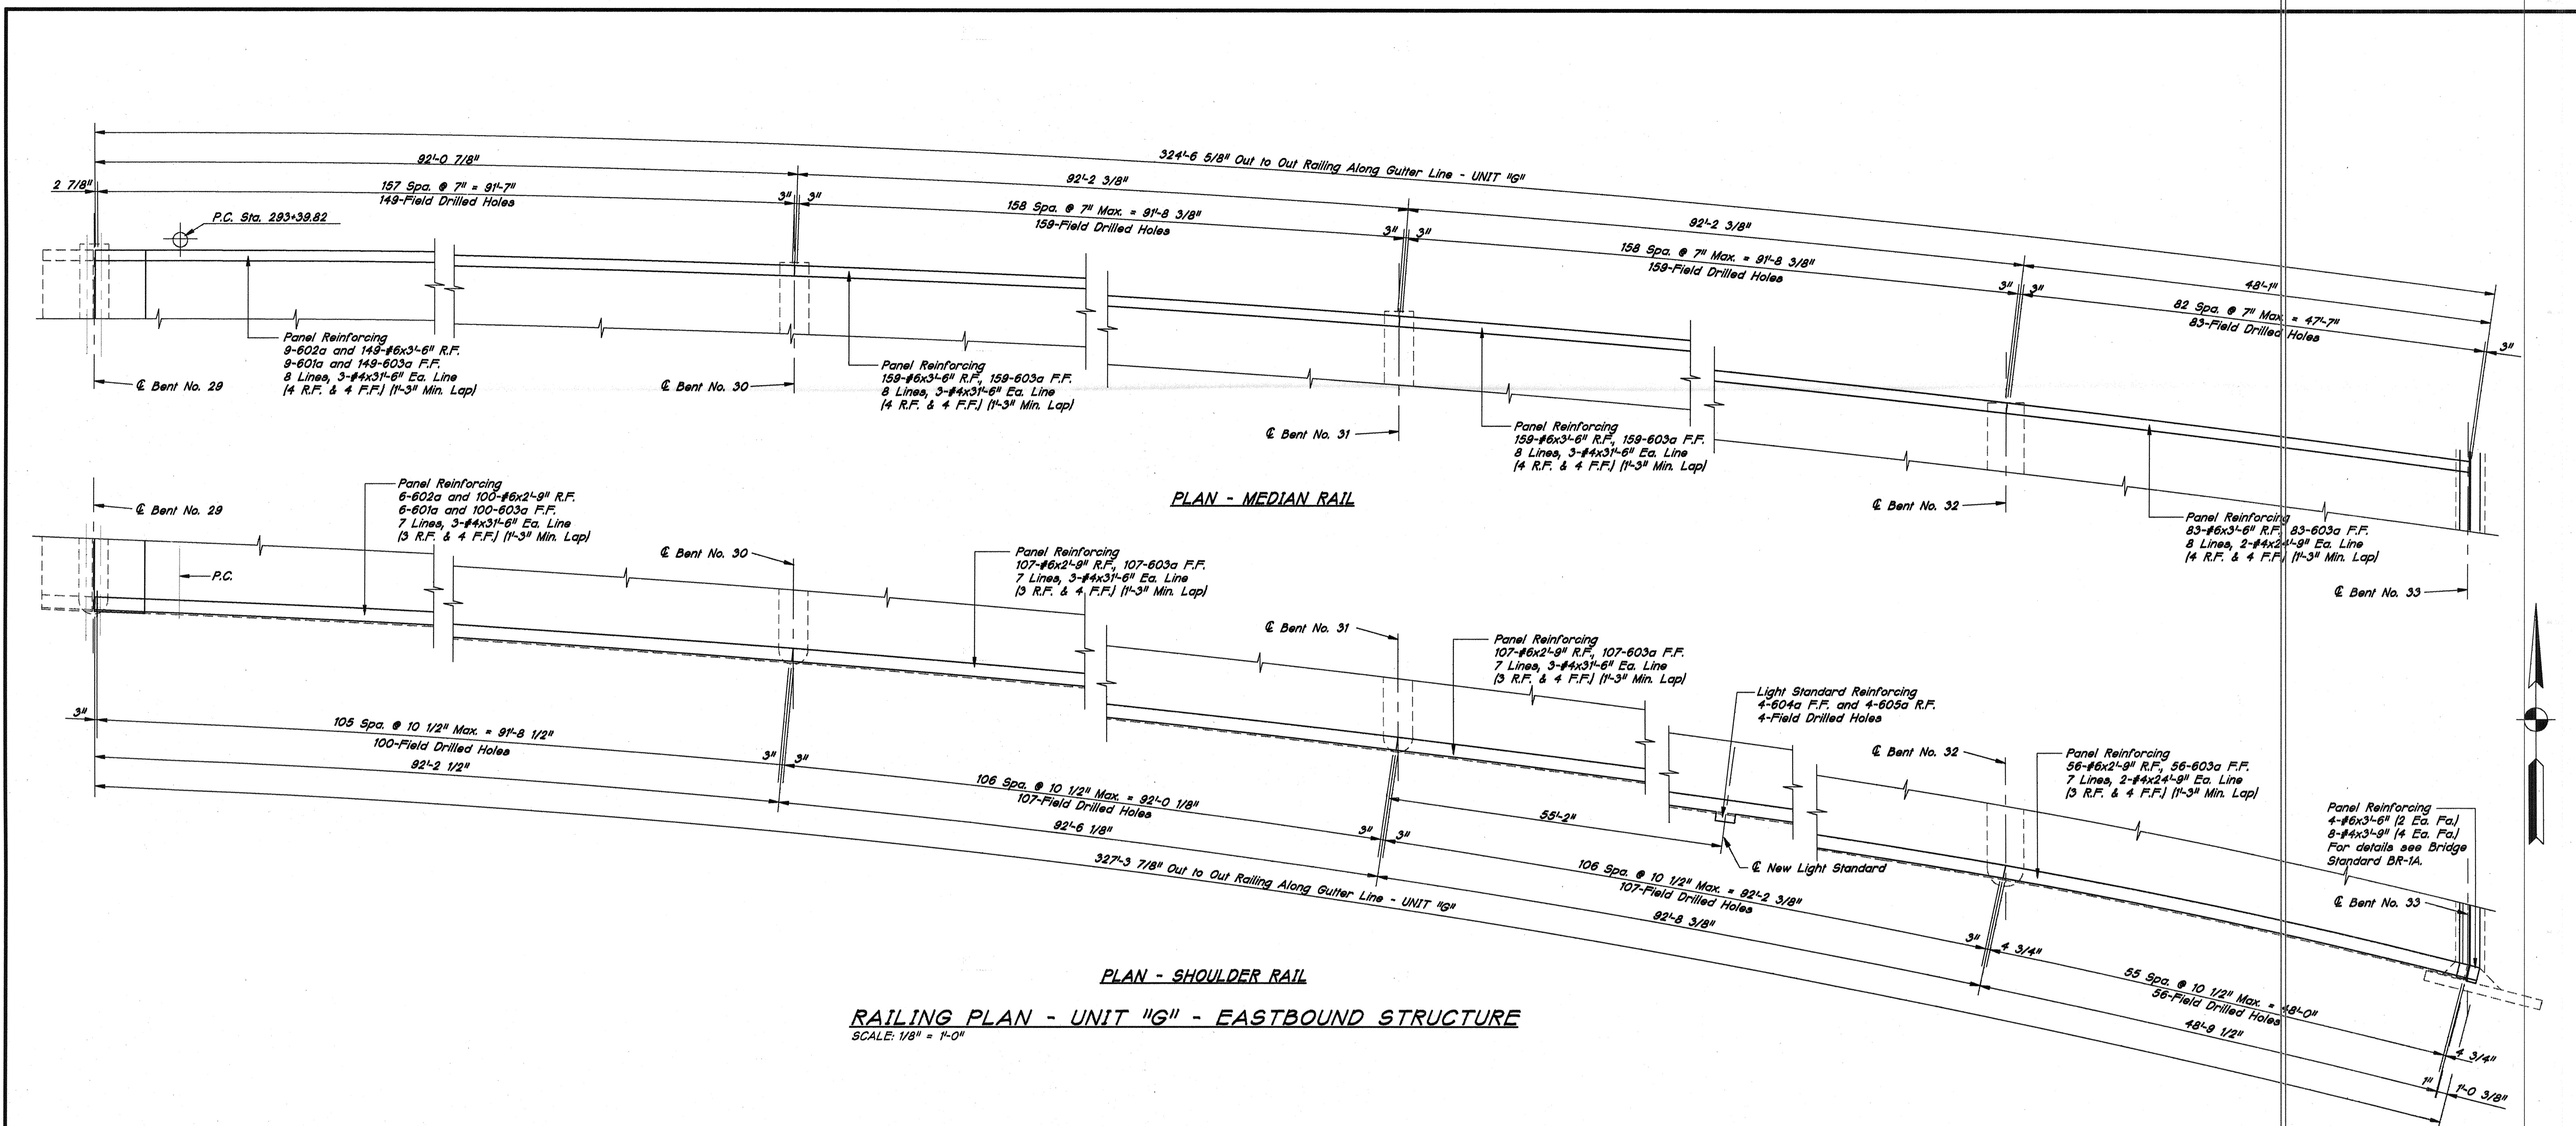 324'-6 5/8" Out to Out Railing Along Gutter Line - UNIT "G"
92'-0 7/8"
92'-2 3/8"
92'-2 3/8"
48'-1"
2 7/8"
157 Spa. @ 7" = 91'-7"
149-Field Drilled Holes
3"
3"
158 Spa. @ 7" Max. = 91'-8 3/8"
159-Field Drilled Holes
3"
3"
158 Spa. @ 7" Max. = 91'-8 3/8"
159-Field Drilled Holes
3"
3"
82 Spa. @ 7" Max. = 47'-7"
83-Field Drilled Holes
3"
P.C. Sta. 293+39.82
Panel Reinforcing
9-602a and 149-#6x3'-6" R.F.
9-601a and 149-603a F.F.
8 Lines, 3-#4x31'-6" Ea. Line
(4 R.F. & 4 F.F.) (1'-3" Min. Lap)
℄ Bent No. 29
℄ Bent No. 30
Panel Reinforcing
159-#6x3'-6" R.F., 159-603a F.F.
8 Lines, 3-#4x31'-6" Ea. Line
(4 R.F. & 4 F.F.) (1'-3" Min. Lap)
℄ Bent No. 31
Panel Reinforcing
159-#6x3'-6" R.F., 159-603a F.F.
8 Lines, 3-#4x31'-6" Ea. Line
(4 R.F. & 4 F.F.) (1'-3" Min. Lap)
℄ Bent No. 32
Panel Reinforcing
83-#6x3'-6" R.F., 83-603a F.F.
8 Lines, 2-#4x24'-9" Ea. Line
(4 R.F. & 4 F.F.) (1'-3" Min. Lap)
℄ Bent No. 33
PLAN - MEDIAN RAIL
℄ Bent No. 29
Panel Reinforcing
6-602a and 100-#6x2'-9" R.F.
6-601a and 100-603a F.F.
7 Lines, 3-#4x31'-6" Ea. Line
(3 R.F. & 4 F.F.) (1'-3" Min. Lap)
P.C.
℄ Bent No. 30
Panel Reinforcing
107-#6x2'-9" R.F., 107-603a F.F.
7 Lines, 3-#4x31'-6" Ea. Line
(3 R.F. & 4 F.F.) (1'-3" Min. Lap)
℄ Bent No. 31
Panel Reinforcing
107-#6x2'-9" R.F., 107-603a F.F.
7 Lines, 3-#4x31'-6" Ea. Line
(3 R.F. & 4 F.F.) (1'-3" Min. Lap)
Light Standard Reinforcing
4-604a F.F. and 4-605a R.F.
4-Field Drilled Holes
℄ Bent No. 32
Panel Reinforcing
56-#6x2'-9" R.F., 56-603a F.F.
7 Lines, 2-#4x24'-9" Ea. Line
(3 R.F. & 4 F.F.) (1'-3" Min. Lap)
Panel Reinforcing
4-#6x3'-6" (2 Ea. Fa.)
8-#4x3'-9" (4 Ea. Fa.)
For details see Bridge
Standard BR-1A.
℄ Bent No. 33
3"
105 Spa. @ 10 1/2" Max. = 91'-8 1/2"
100-Field Drilled Holes
3"
3"
92'-2 1/2"
106 Spa. @ 10 1/2" Max. = 92'-0 1/8"
107-Field Drilled Holes
3"
3"
92'-6 1/8"
55'-2"
℄ New Light Standard
106 Spa. @ 10 1/2" Max. = 92'-2 3/8"
107-Field Drilled Holes
3"
4 3/4"
92'-8 3/8"
327'-3 7/8" Out to Out Railing Along Gutter Line - UNIT "G"
55 Spa. @ 10 1/2" Max. = 48'-0"
56-Field Drilled Holes
4 3/4"
48'-9 1/2"
1"
1'-0 3/8"
PLAN - SHOULDER RAIL
RAILING PLAN - UNIT "G" - EASTBOUND STRUCTURE
SCALE: 1/8" = 1'-0"